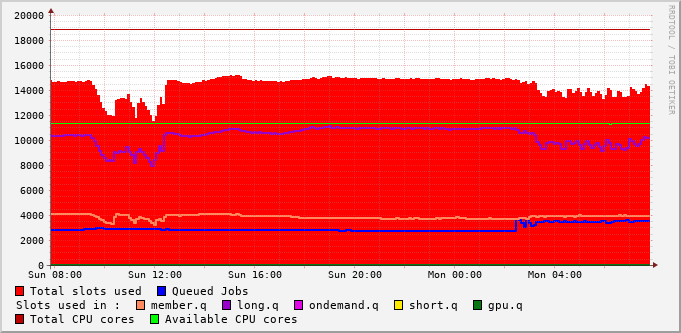 20000
18000
16000
14000
12000
10000
8000
6000
4000
2000
0
Sun 08:00 Sun 12:00 Sun 16:00 Sun 20:00 Mon 00:00 Mon 04:00
Total slots used Queued Jobs
Slots used in : member.q long.q ondemand.q short.q gpu.q
Total CPU cores Available CPU cores
RRDTOOL / TOBI OETIKER